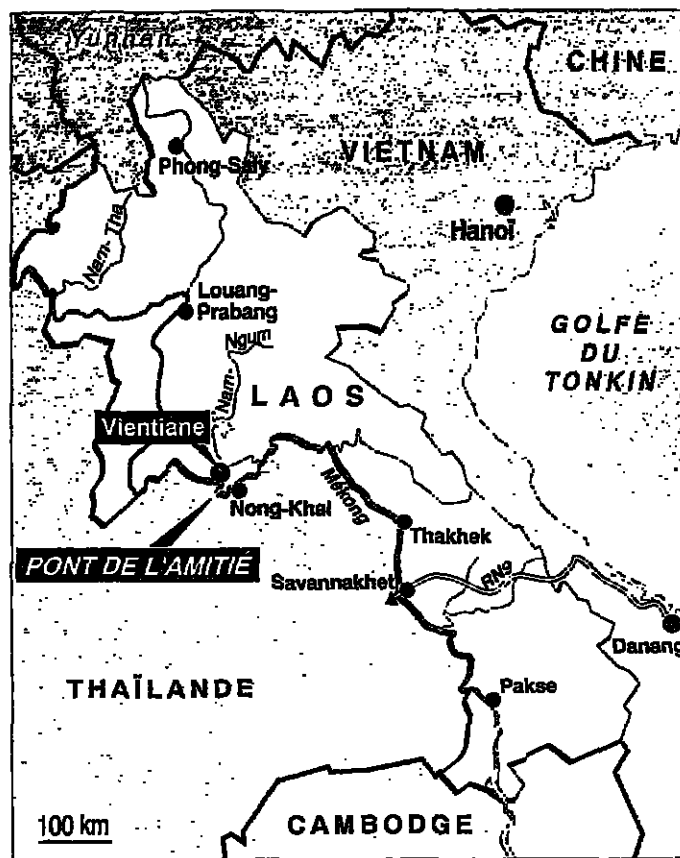 Yunnan
CHINE
VIETNAM
Phong-Saly
Hanoï
Nam-Tha
Louang-
Prabang
GOLFE
DU
TONKIN
Nam-Ngum
LAOS
Vientiane
Nong-Khai
Mékong
Thakhek
PONT DE L'AMITIÉ
Savannakhet
RN9
Danang
THAÏLANDE
Pakse
100 km
CAMBODGE